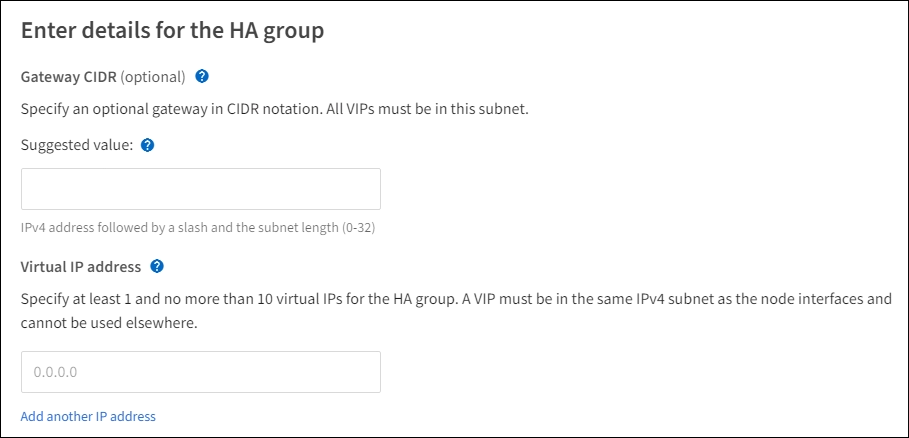 Enter details for the HA group
Gateway CIDR (optional) ?
Specify an optional gateway in CIDR notation. All VIPs must be in this subnet.
Suggested value: ?
IPv4 address followed by a slash and the subnet length (0-32)
Virtual IP address ?
Specify at least 1 and no more than 10 virtual IPs for the HA group. A VIP must be in the same IPv4 subnet as the node interfaces and
cannot be used elsewhere.
0.0.0.0
Add another IP address